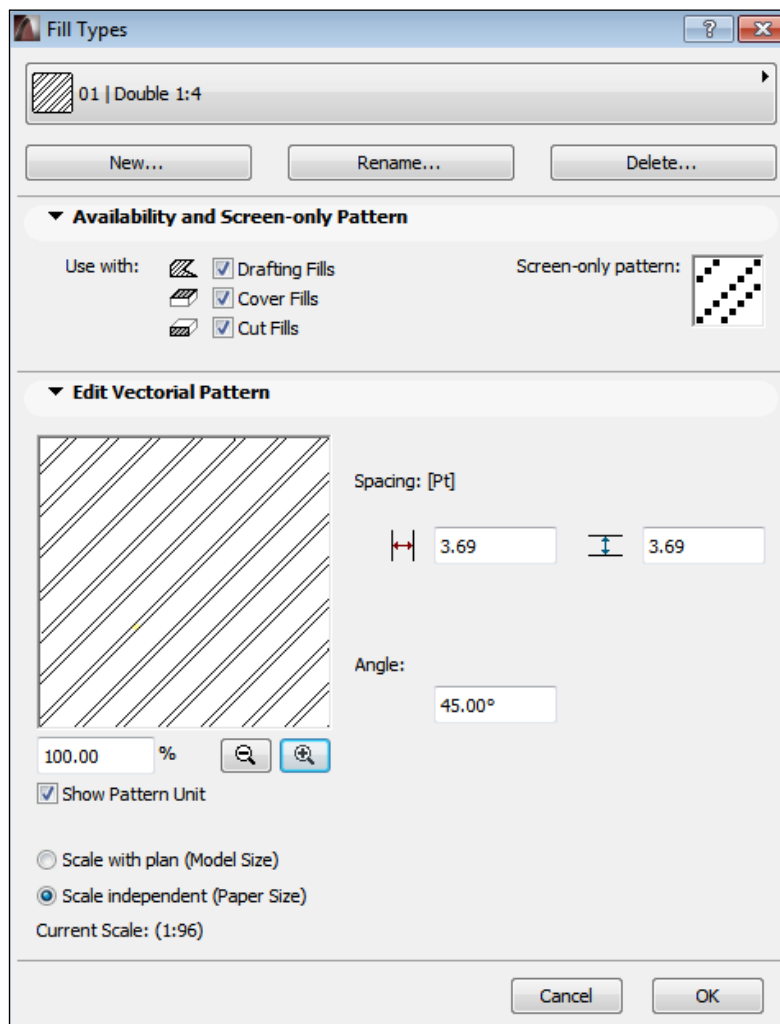 Fill Types
01 | Double 1:4
New... Rename... Delete...
Availability and Screen-only Pattern
Use with: Drafting Fills Screen-only pattern:
Cover Fills
Cut Fills
Edit Vectorial Pattern
Spacing: [Pt]
3.69 3.69
Angle:
45.00°
100.00 %
Show Pattern Unit
Scale with plan (Model Size)
Scale independent (Paper Size)
Current Scale: (1:96)
Cancel OK